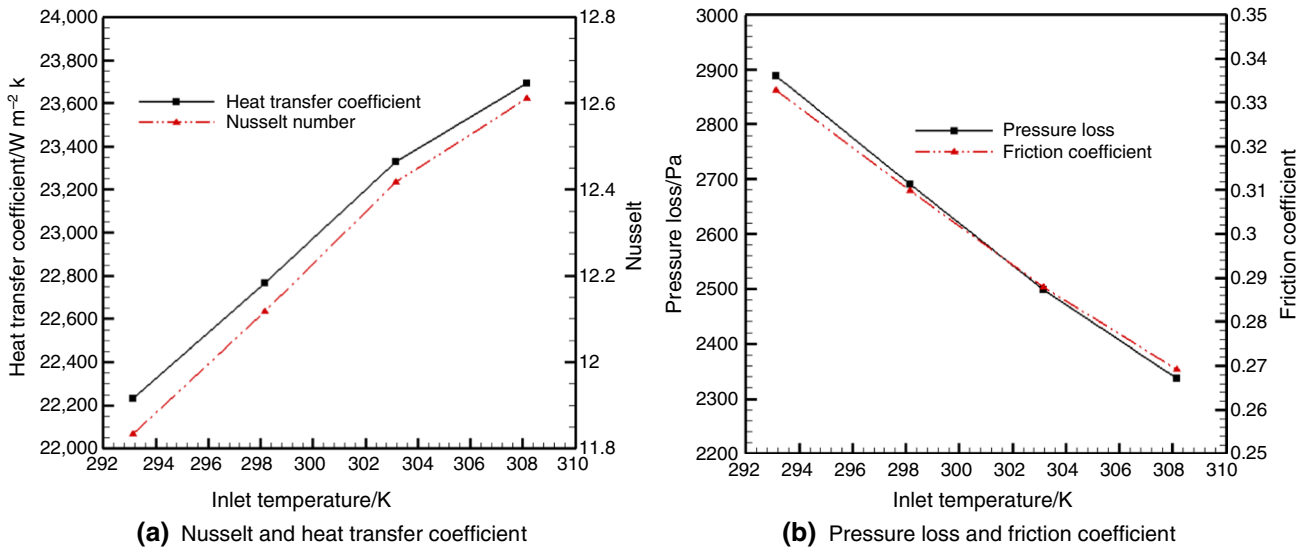 24,000
23,800
23,600
23,400
23,200
23,000
22,800
22,600
22,400
22,200
22,000
Heat transfer coefficient/W m⁻² k
12.8
12.6
12.4
12.2
12
11.8
Nusselt
Heat transfer coefficient
Nusselt number
292 294 296 298 300 302 304 306 308 310
Inlet temperature/K
(a) Nusselt and heat transfer coefficient
3000
2900
2800
2700
2600
2500
2400
2300
2200
Pressure loss/Pa
0.35
0.34
0.33
0.32
0.31
0.3
0.29
0.28
0.27
0.26
0.25
Friction coefficient
Pressure loss
Friction coefficient
292 294 296 298 300 302 304 306 308 310
Inlet temperature/K
(b) Pressure loss and friction coefficient